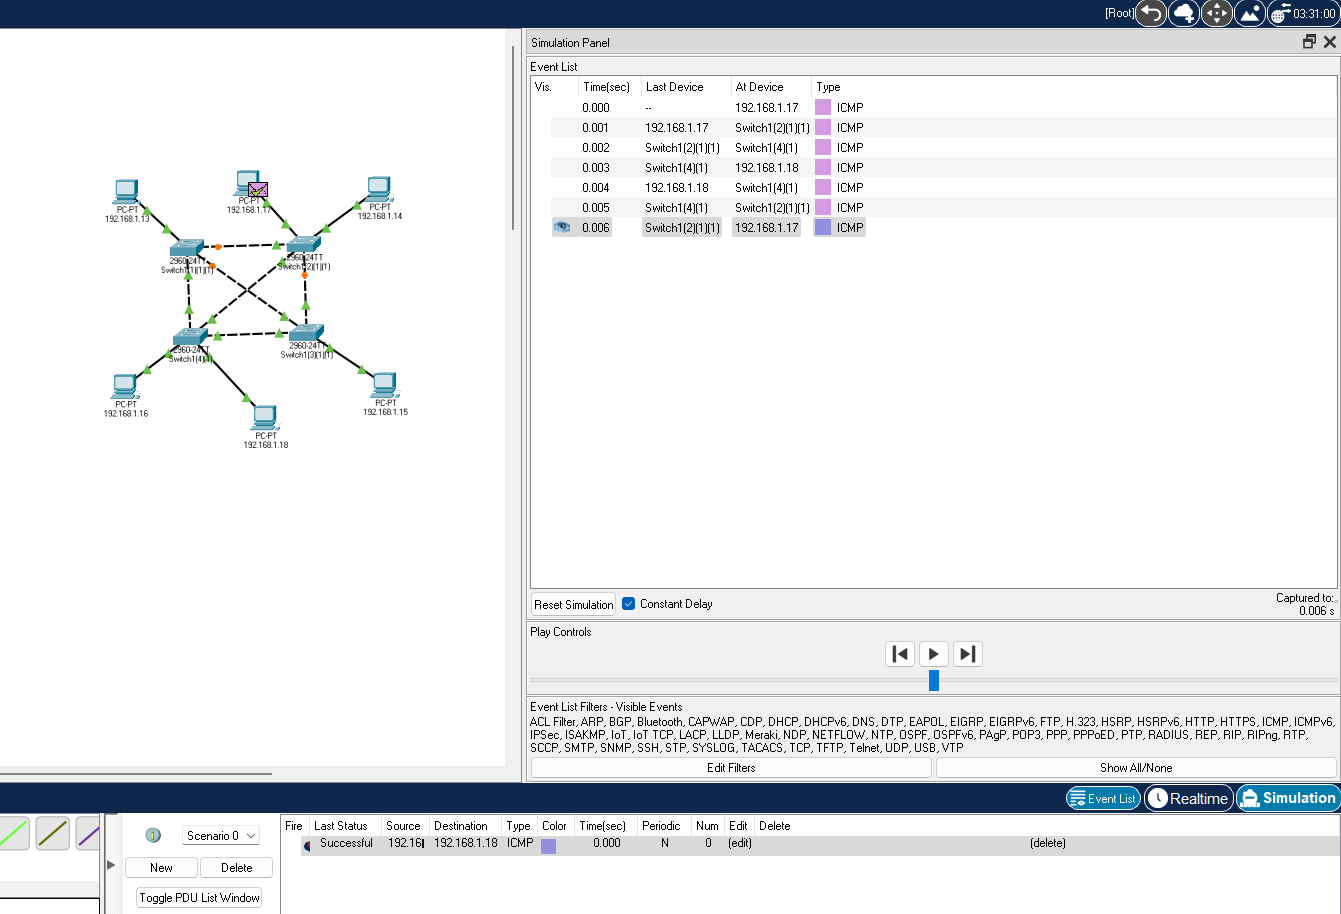 [Root] 03:31:00
Simulation Panel
Event List
Vis. Time(sec) Last Device At Device Type
0.000 -- 192.168.1.17 ICMP
0.001 192.168.1.17 Switch1(2)(1)(1) ICMP
0.002 Switch1(2)(1)(1) Switch1(4)(1) ICMP
0.003 Switch1(4)(1) 192.168.1.18 ICMP
0.004 192.168.1.18 Switch1(4)(1) ICMP
0.005 Switch1(4)(1) Switch1(2)(1)(1) ICMP
0.006 Switch1(2)(1)(1) 192.168.1.17 ICMP
PC-PT
192.168.1.13
PC-PT
192.168.1.17
PC-PT
192.168.1.14
2960-24TT
Switch1(1)(1)(1)
2960-24TT
Switch1(2)(1)(1)
2960-24TT
Switch1(4)(1)
2960-24TT
Switch1(3)(1)(1)
PC-PT
192.168.1.16
PC-PT
192.168.1.15
PC-PT
192.168.1.18
Reset Simulation Constant Delay
Captured to:
0.006 s
Play Controls
Event List Filters - Visible Events
ACL Filter, ARP, BGP, Bluetooth, CAPWAP, CDP, DHCP, DHCPv6, DNS, DTP, EAPOL, EIGRP, EIGRPv6, FTP, H.323, HSRP, HSRPv6, HTTP, HTTPS, ICMP, ICMPv6,
IPSec, ISAKMP, IoT, IoT TCP, LACP, LLDP, Meraki, NDP, NETFLOW, NTP, OSPF, OSPFv6, PAgP, POP3, PPP, PPPoED, PTP, RADIUS, REP, RIP, RIPng, RTP,
SCCP, SMTP, SNMP, SSH, STP, SYSLOG, TACACS, TCP, TFTP, Telnet, UDP, USB, VTP
Edit Filters Show All/None
Event List Realtime Simulation
Scenario 0
New Delete
Toggle PDU List Window
Fire Last Status Source Destination Type Color Time(sec) Periodic Num Edit Delete
Successful 192.16 192.168.1.18 ICMP 0.000 N 0 (edit) (delete)